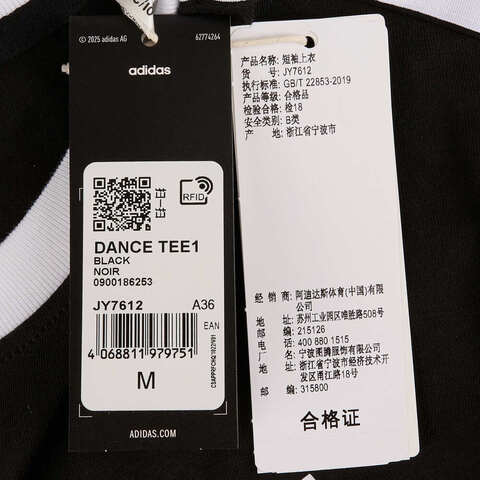 © 2025 adidas AG
62774264
adidas
RFID
DANCE TEE1
BLACK
NOIR
0900186253
JY7612 A36
EAN
4 068811 979751
M
ADIDAS.COM
产品名称: 短袖上衣
货 号: JY7612
执行标准: GB/T 22853-2019
产品等级: 合格品
检验合格: 检18
安全类别: B类
产 地: 浙江省宁波市
经 销 商: 阿迪达斯体育(中国)有限
公司
地 址: 苏州工业园区唯华路508号
邮 编: 215126
电 话: 400 880 1515
厂 名: 宁波图腾服饰有限公司
厂 址: 浙江省宁波市经济技术开
发区甬江路18号
邮 编: 315800
合格证